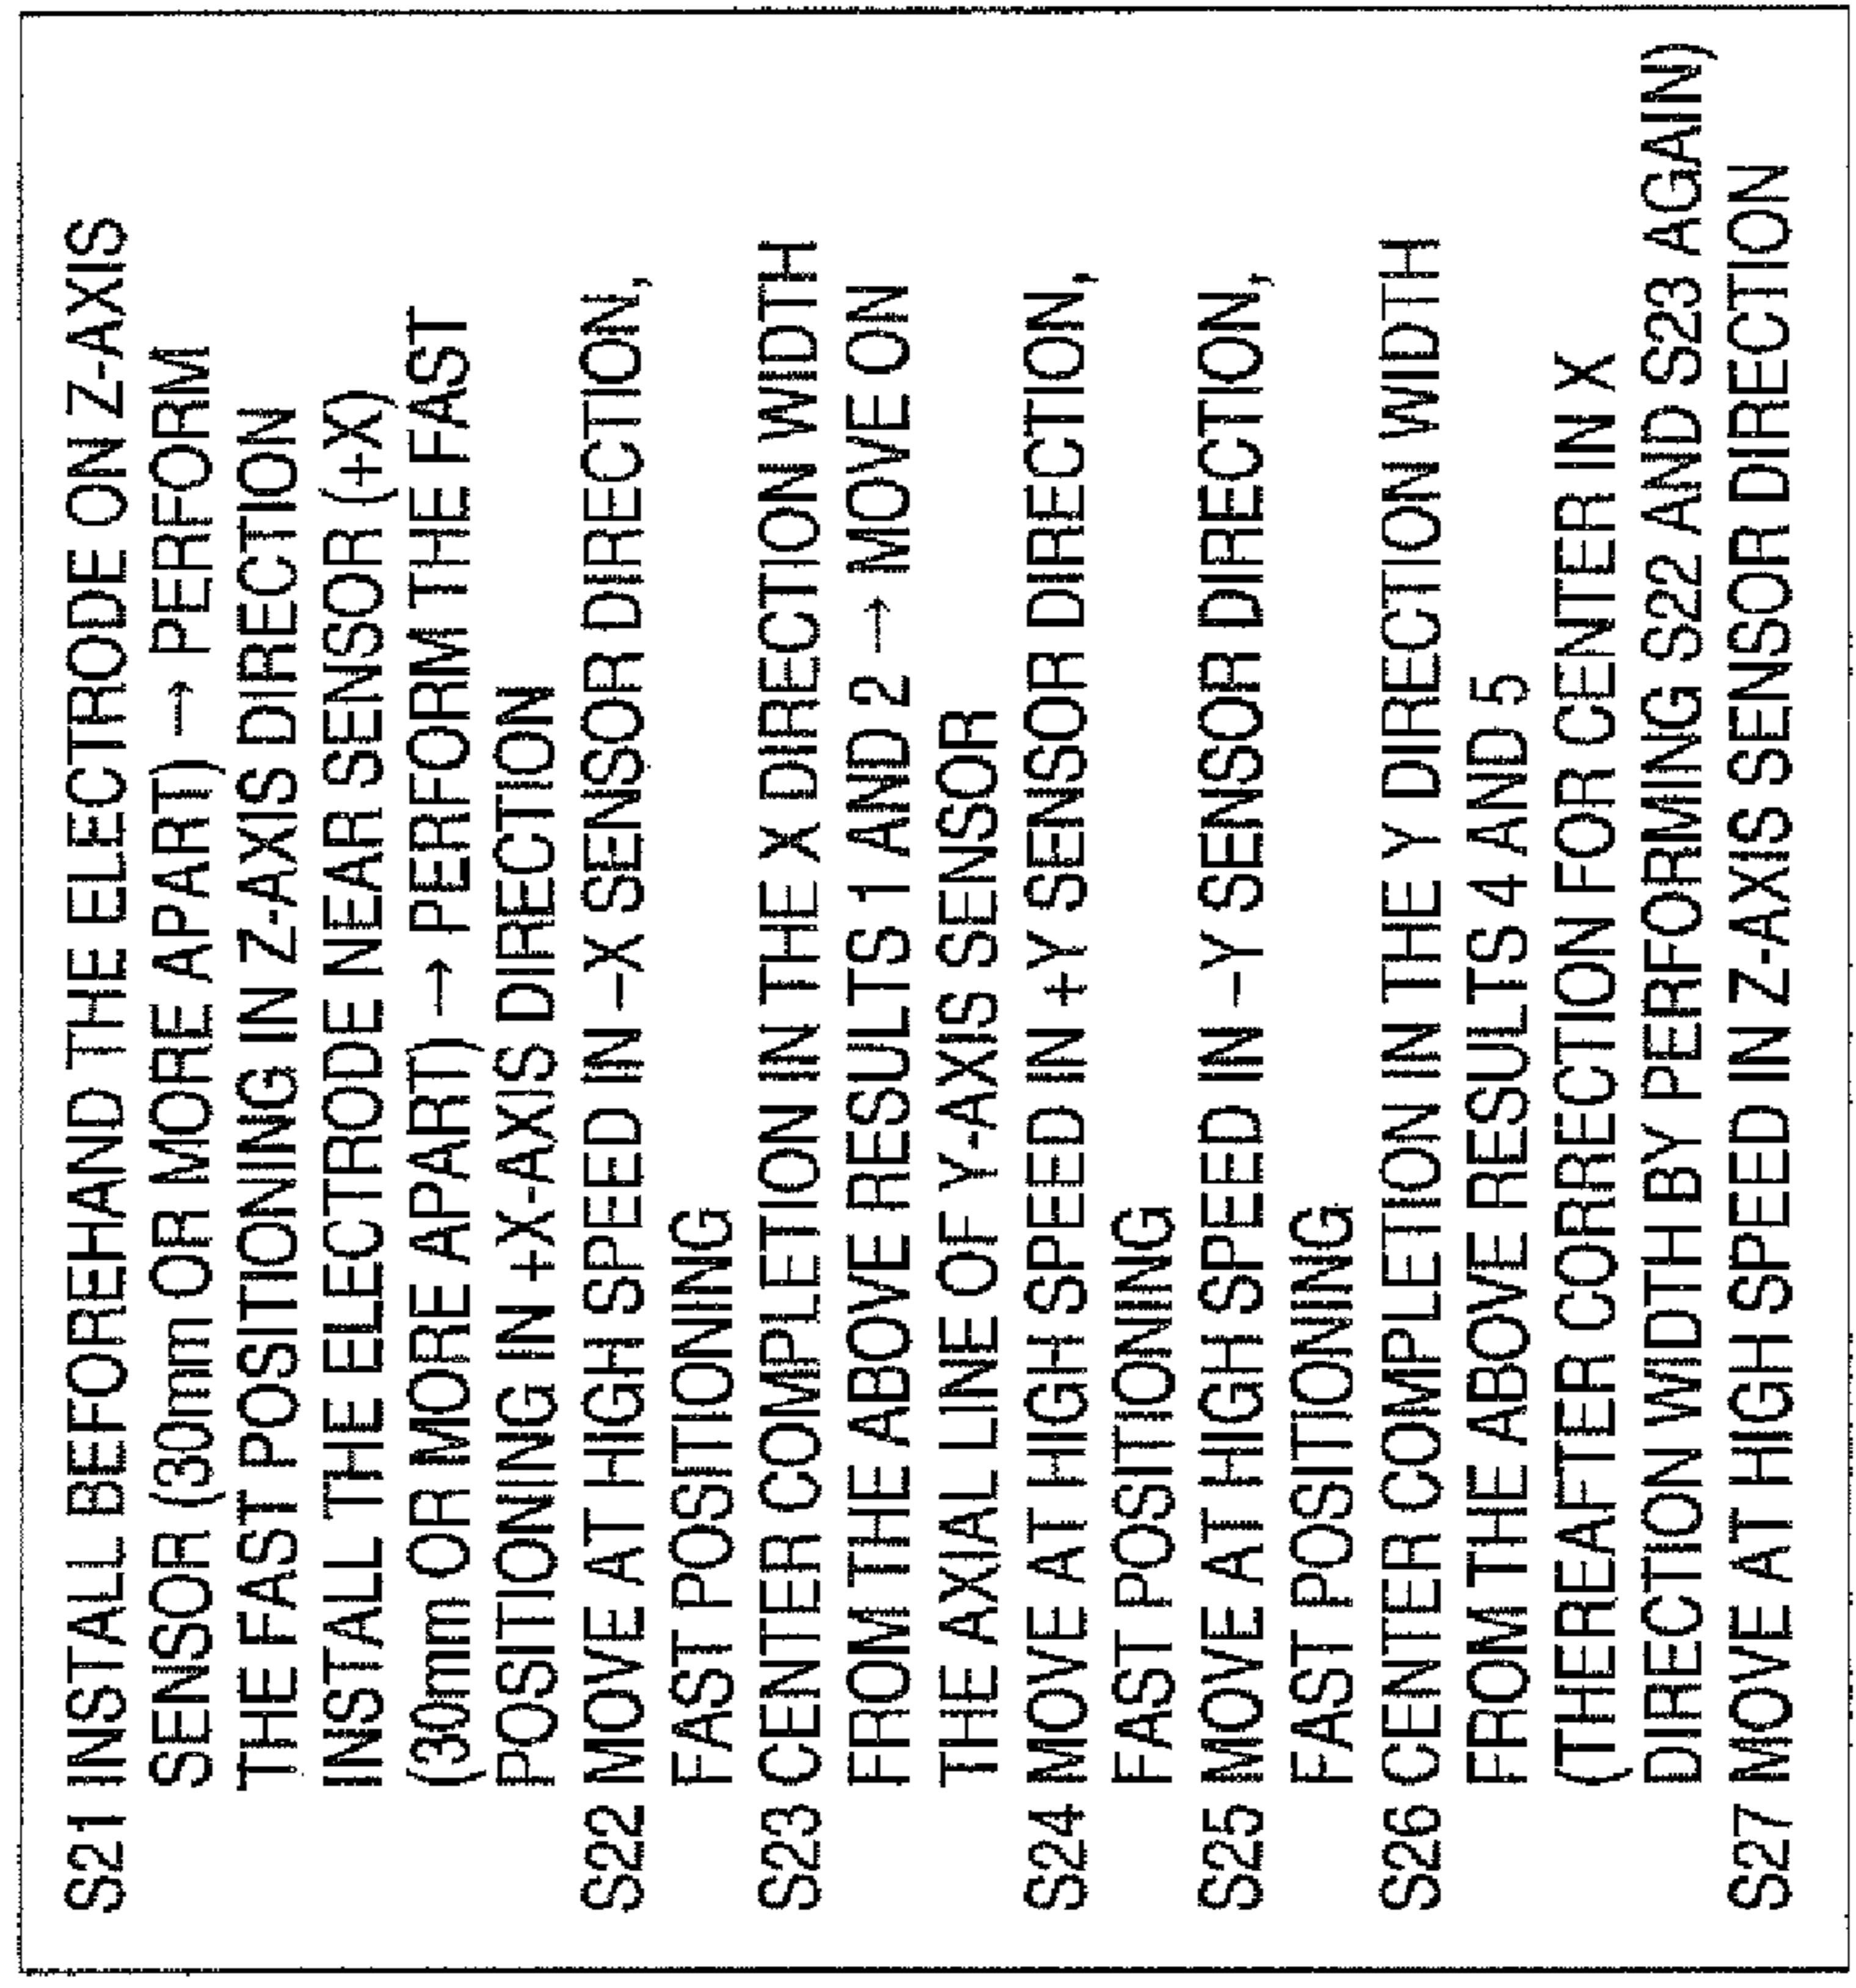 S21 INSTALL BEFOREHAND THE ELECTRODE ON Z-AXIS
SENSOR (30mm OR MORE APART) → PERFORM
THE FAST POSITIONING IN Z-AXIS DIRECTION
INSTALL THE ELECTRODE NEAR SENSOR (+X)
(30mm OR MORE APART) → PERFORM THE FAST
POSITIONING IN +X-AXIS DIRECTION
S22 MOVE AT HIGH SPEED IN -X SENSOR DIRECTION,
FAST POSITIONING
S23 CENTER COMPLETION IN THE X DIRECTION WIDTH
FROM THE ABOVE RESULTS 1 AND 2 → MOVE ON
THE AXIAL LINE OF Y-AXIS SENSOR
S24 MOVE AT HIGH SPEED IN +Y SENSOR DIRECTION,
FAST POSITIONING
S25 MOVE AT HIGH SPEED IN -Y SENSOR DIRECTION,
FAST POSITIONING
S26 CENTER COMPLETION IN THE Y DIRECTION WIDTH
FROM THE ABOVE RESULTS 4 AND 5
(THEREAFTER CORRECTION FOR CENTER IN X
DIRECTION WIDTH BY PERFORMING S22 AND S23 AGAIN)
S27 MOVE AT HIGH SPEED IN Z-AXIS SENSOR DIRECTION